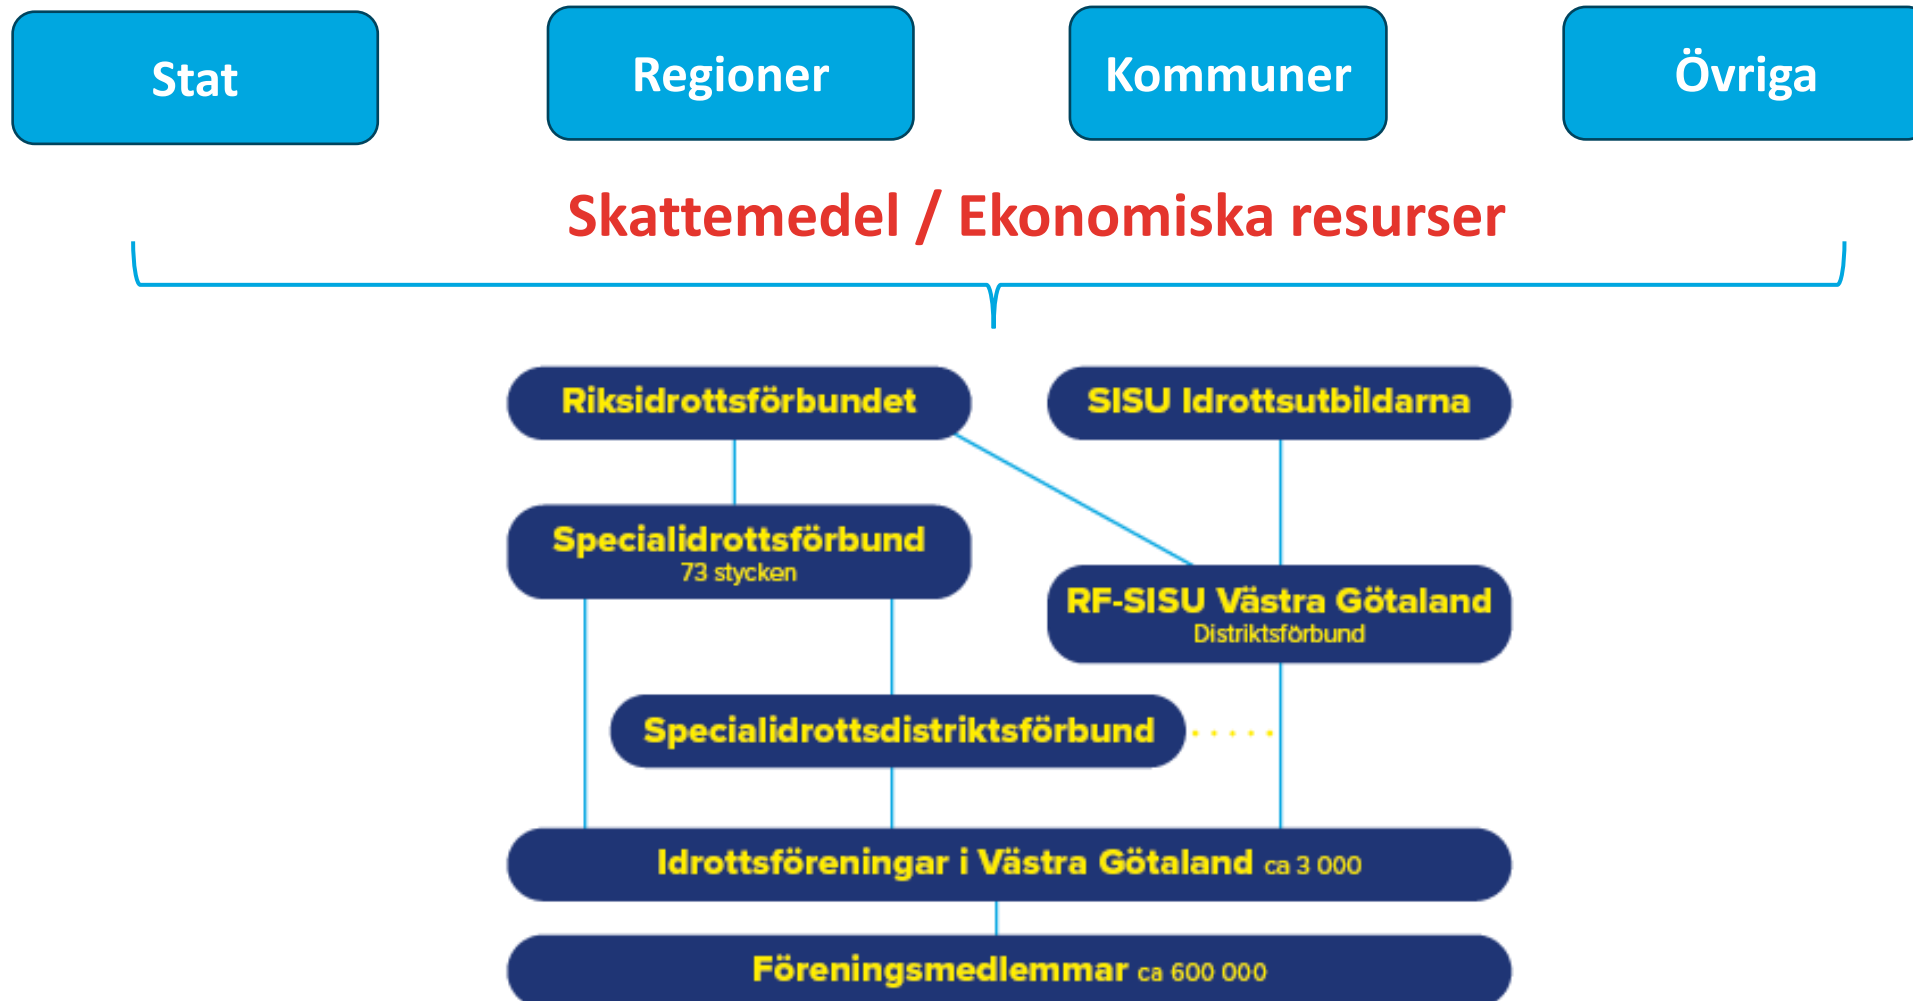 Stat
Regioner
Kommuner
Övriga
Skattemedel / Ekonomiska resurser
Riksidrottsförbundet
SISU Idrottsutbildarna
Specialidrottsförbund
73 stycken
RF-SISU Västra Götaland
Distriktsförbund
Specialidrottsdistriktsförbund
Idrottsföreningar i Västra Götaland ca 3 000
Föreningsmedlemmar ca 600 000